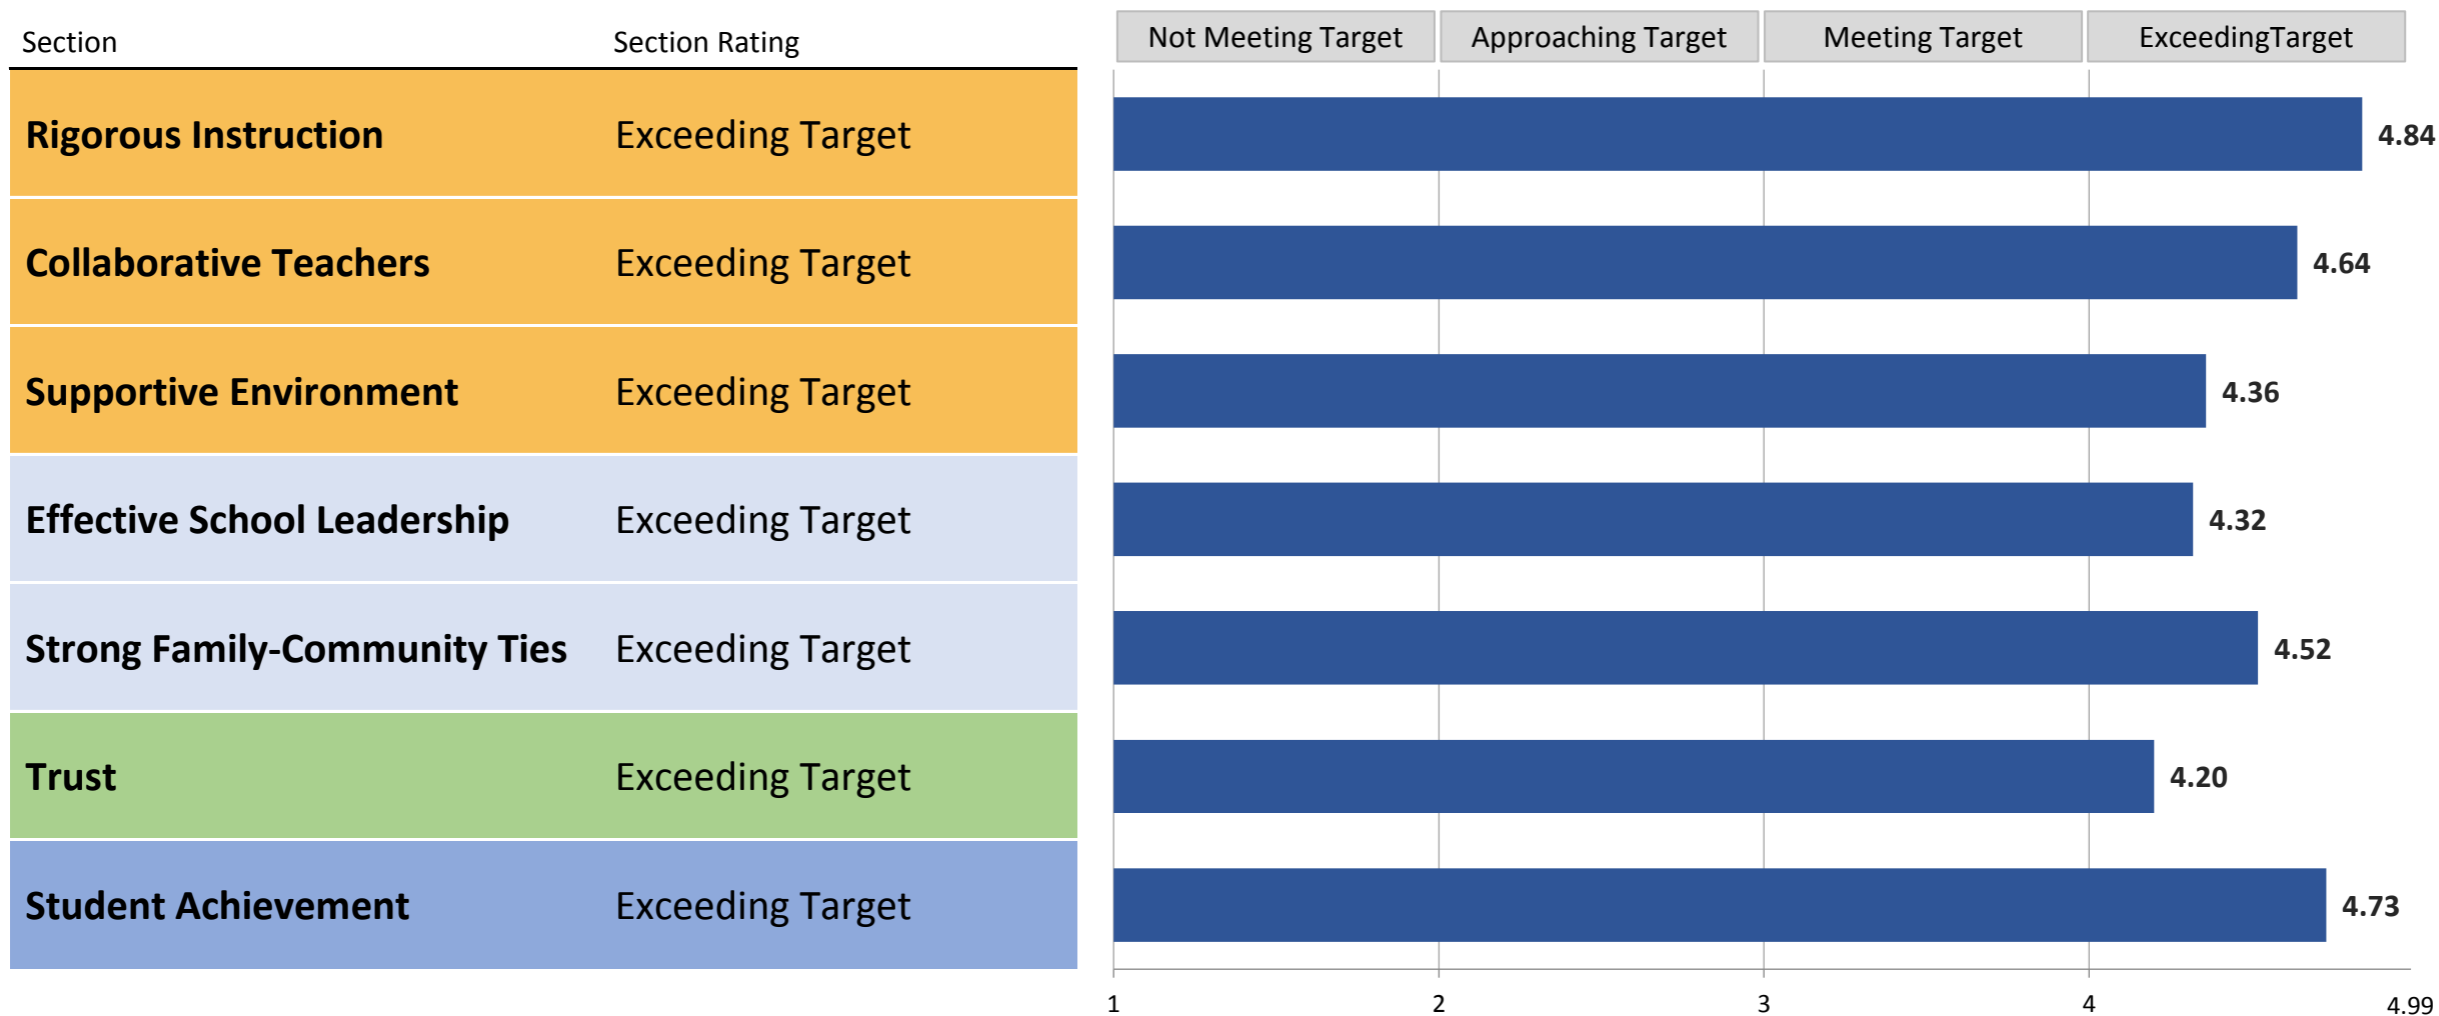 Section Section Rating Not Meeting Target Approaching Target Meeting Target ExceedingTarget
Rigorous Instruction Exceeding Target 4.84
Collaborative Teachers Exceeding Target 4.64
Supportive Environment Exceeding Target 4.36
Effective School Leadership Exceeding Target 4.32
Strong Family-Community Ties Exceeding Target 4.52
Trust Exceeding Target 4.20
Student Achievement Exceeding Target 4.73
1 2 3 4 4.99